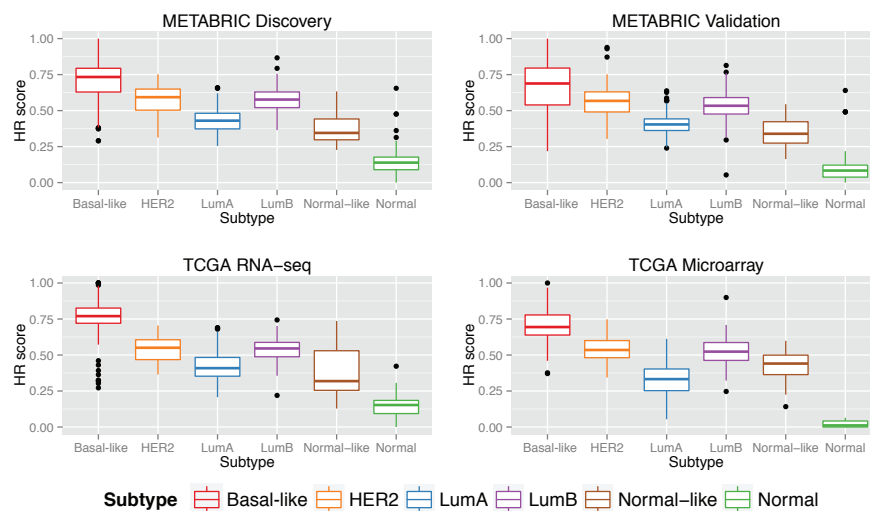 METABRIC Discovery
METABRIC Validation
1.00
0.75
0.50
0.25
0.00
HR score
Basal-like HER2 LumA LumB Normal-like Normal
Subtype
1.00
0.75
0.50
0.25
0.00
HR score
Basal-like HER2 LumA LumB Normal-like Normal
Subtype
TCGA RNA-seq
TCGA Microarray
1.00
0.75
0.50
0.25
0.00
HR score
Basal-like HER2 LumA LumB Normal-like Normal
Subtype
1.00
0.75
0.50
0.25
0.00
HR score
Basal-like HER2 LumA LumB Normal-like Normal
Subtype
Subtype Basal-like HER2 LumA LumB Normal-like Normal